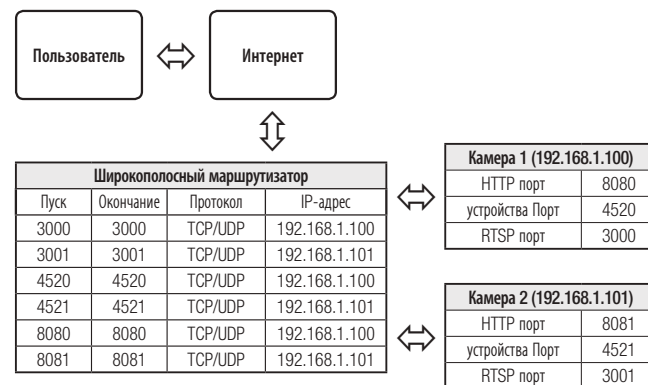 Пользователь
Интернет
Широкополосный маршрутизатор
Пуск Окончание Протокол IP-адрес
3000 3000 TCP/UDP 192.168.1.100
3001 3001 TCP/UDP 192.168.1.101
4520 4520 TCP/UDP 192.168.1.100
4521 4521 TCP/UDP 192.168.1.101
8080 8080 TCP/UDP 192.168.1.100
8081 8081 TCP/UDP 192.168.1.101
Камера 1 (192.168.1.100)
HTTP порт 8080
устройства Порт 4520
RTSP порт 3000
Камера 2 (192.168.1.101)
HTTP порт 8081
устройства Порт 4521
RTSP порт 3001